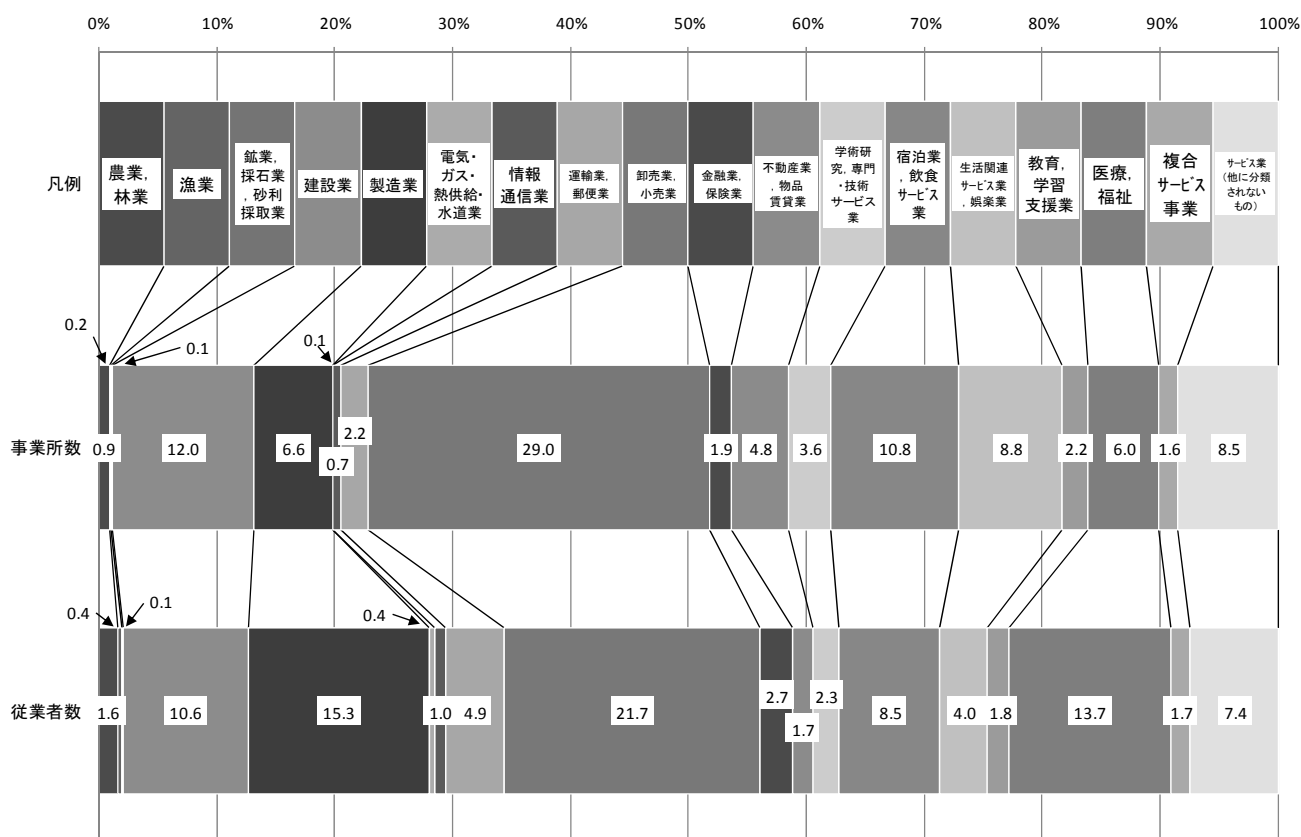 0% 10% 20% 30% 40% 50% 60% 70% 80% 90% 100%
凡例
農業,
林業
漁業
鉱業,
採石業
,砂利
採取業
建設業
製造業
電気・
ガス・
熱供給・
水道業
情報
通信業
運輸業,
郵便業
卸売業,
小売業
金融業,
保険業
不動産業
,物品
賃貸業
学術研
究,専門
・技術
サービス
業
宿泊業
,飲食
サービス
業
生活関連
サービス業
,娯楽業
教育,
学習
支援業
医療,
福祉
複合
サービス
事業
サービス業
(他に分類
されない
もの)
0.2
0.1
0.1
事業所数
0.9 12.0 6.6 0.7 2.2 29.0 1.9 4.8 3.6 10.8 8.8 2.2 6.0 1.6 8.5
0.4
0.1
0.4
従業者数
1.6 10.6 15.3 1.0 4.9 21.7 2.7 1.7 2.3 8.5 4.0 1.8 13.7 1.7 7.4